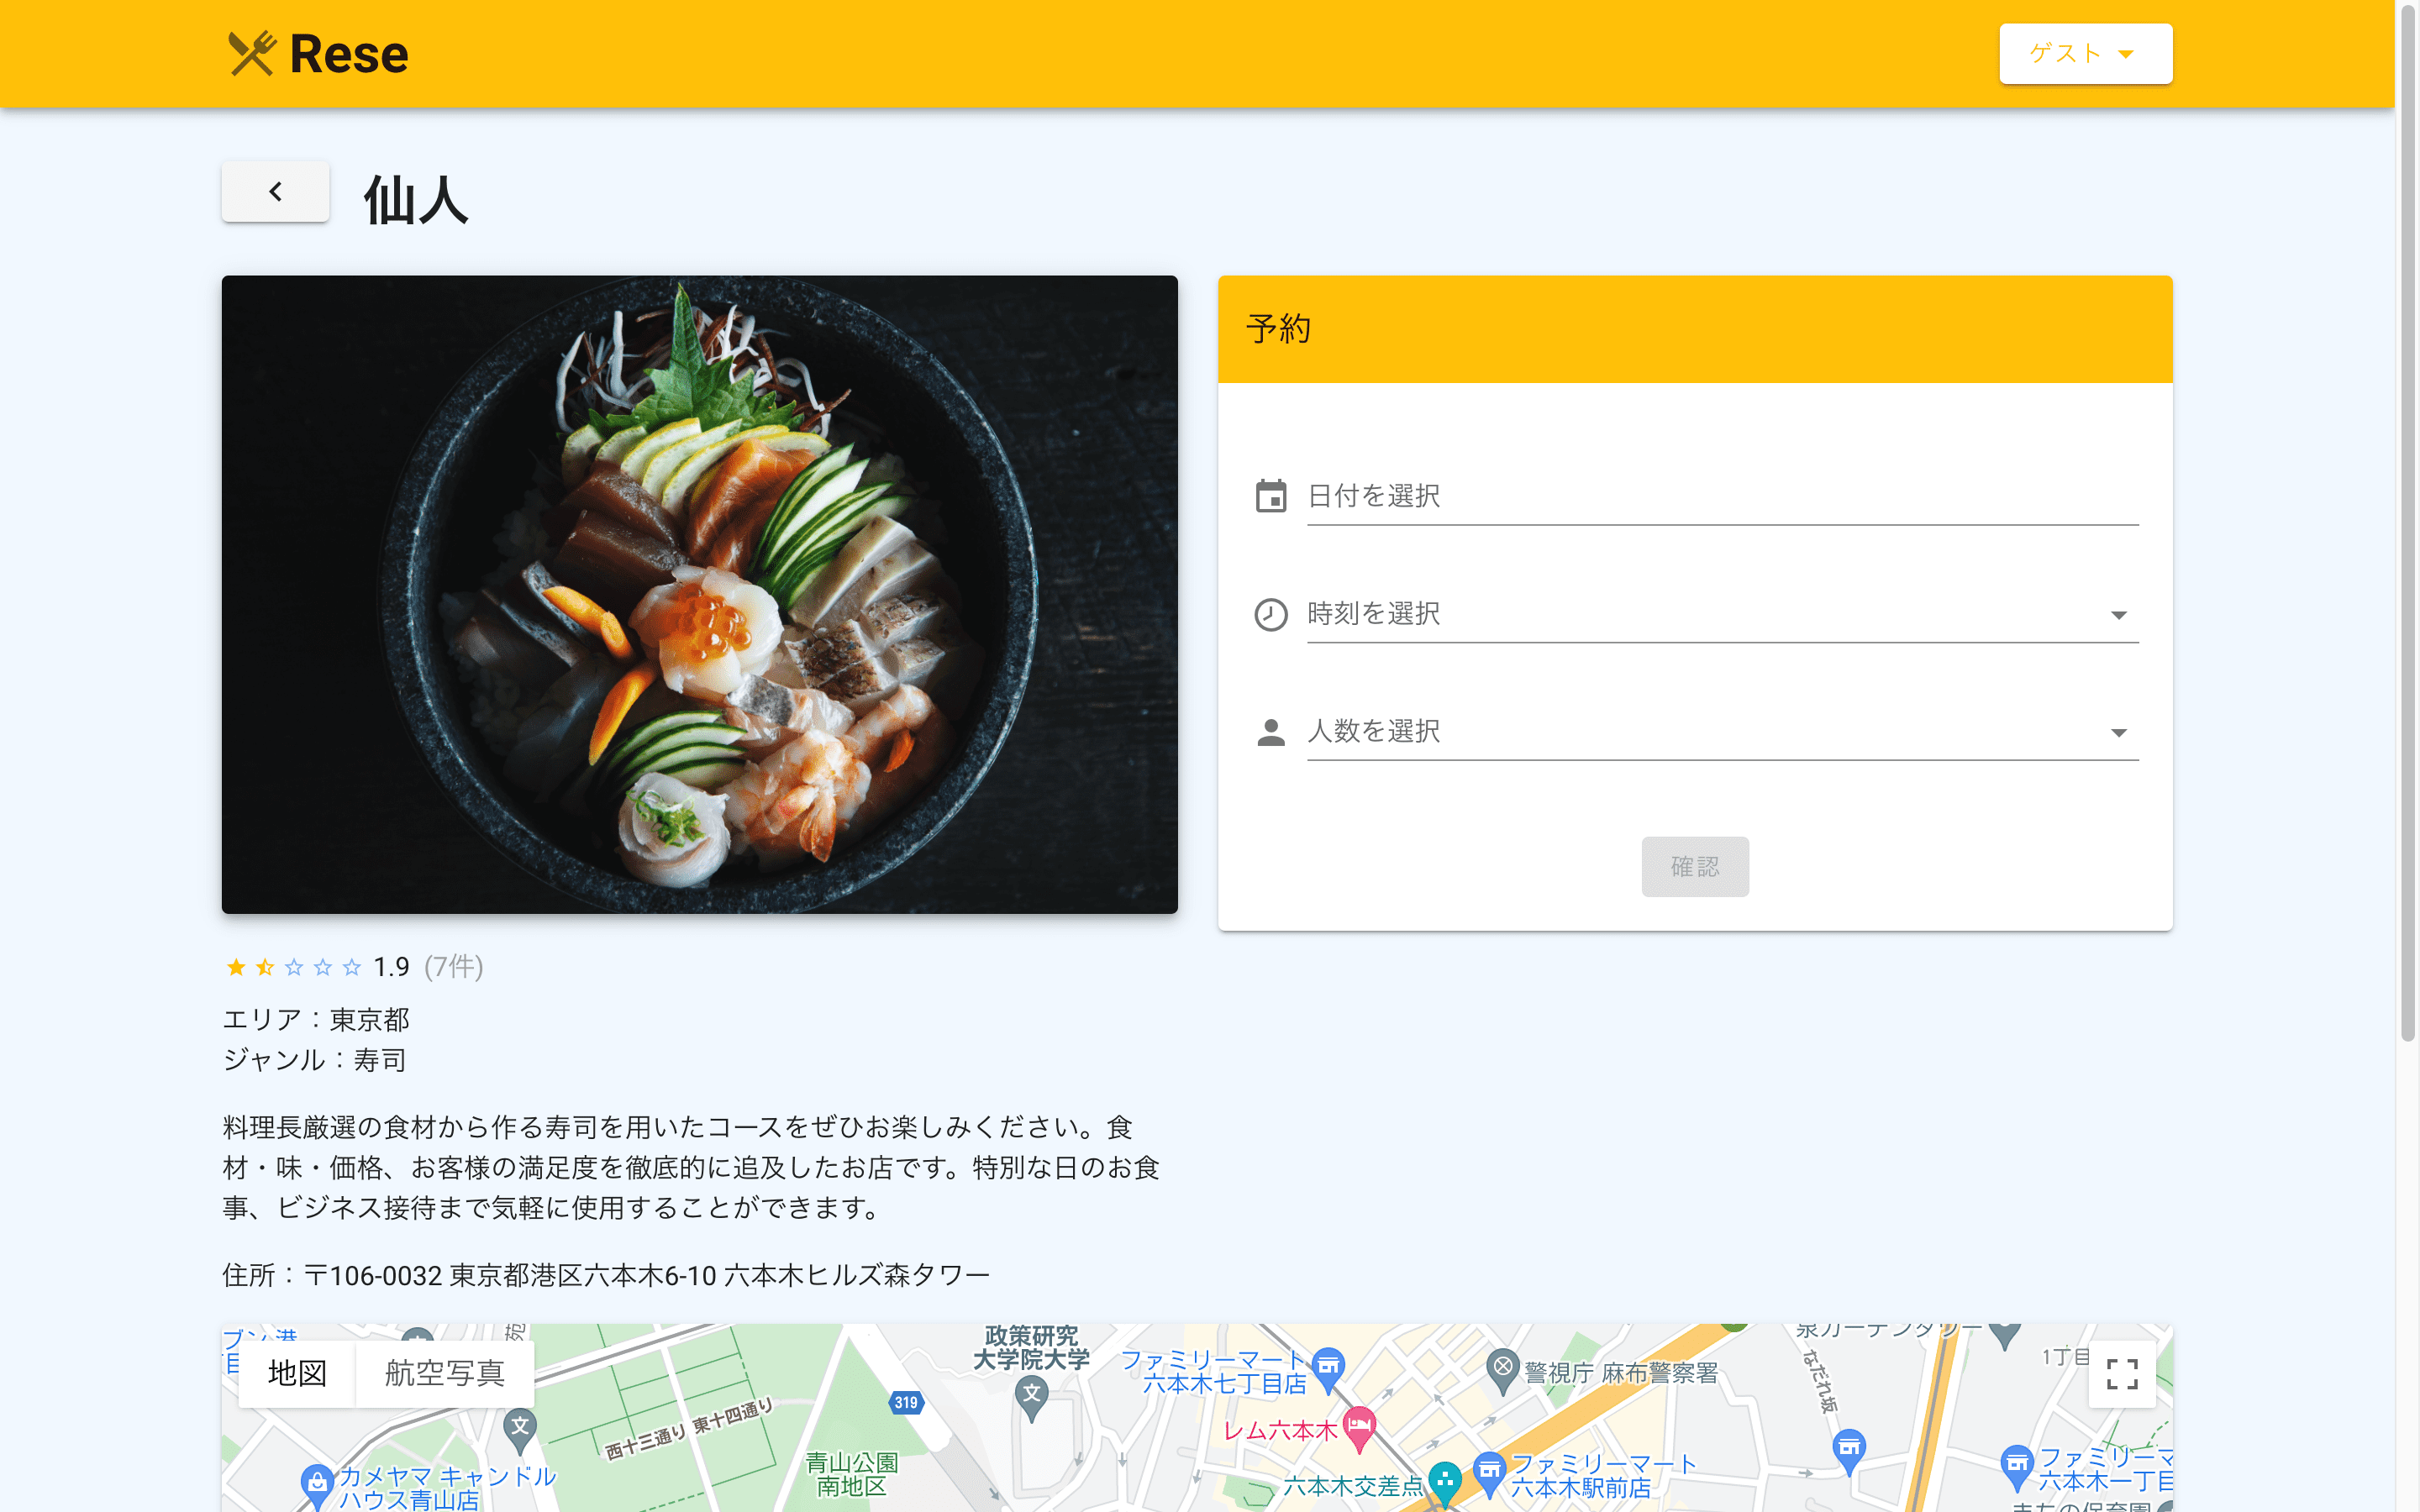 Rese
ゲスト
仙人
予約
日付を選択
時刻を選択
人数を選択
確認
1.9 (7件)
エリア：東京都
ジャンル：寿司
料理長厳選の食材から作る寿司を用いたコースをぜひお楽しみください。食
材・味・価格、お客様の満足度を徹底的に追及したお店です。特別な日のお食
事、ビジネス接待まで気軽に使用することができます。
住所：〒106-0032 東京都港区六本木6-10 六本木ヒルズ森タワー
地図
航空写真
政策研究
大学院大学
ファミリーマート
六本木七丁目店
警視庁 麻布警察署
泉ガーデンタワー
なだれ坂
1丁目
319
西十三通り
東十四通り
レム六本木
青山公園
南地区
カメヤマ キャンドル
ハウス青山店
六本木交差点
ファミリーマート
六本木駅前店
ファミリーマ
六本木一丁目